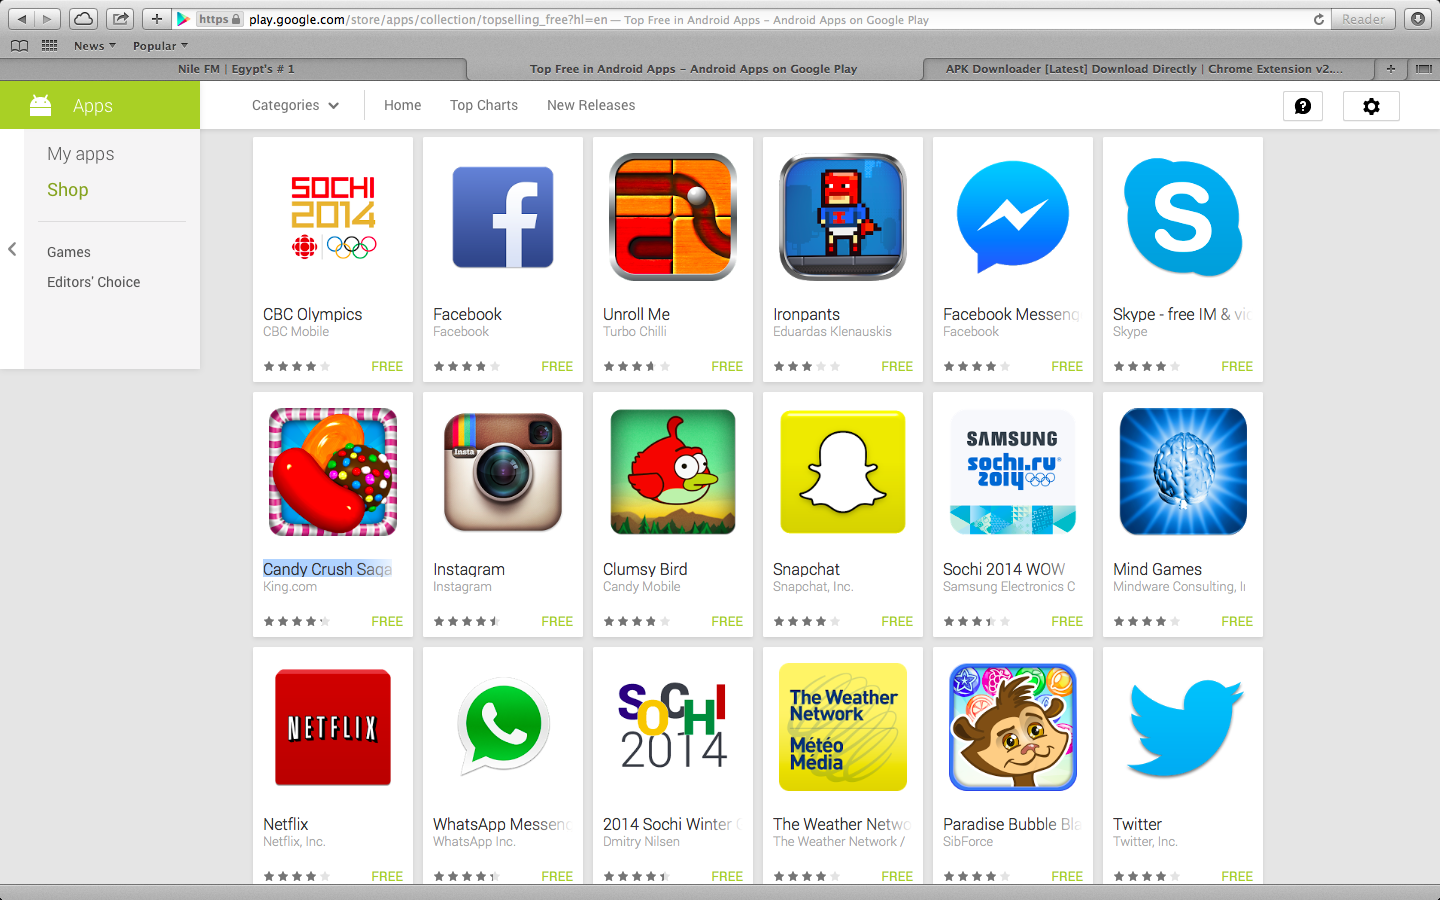 https play.google.com/store/apps/collection/topselling_free?hl=en — Top Free in Android Apps – Android Apps on Google Play
Reader
News
Popular
Nile FM | Egypt's # 1
Top Free in Android Apps – Android Apps on Google Play
APK Downloader [Latest] Download Directly | Chrome Extension v2....
Apps
Categories
Home
Top Charts
New Releases
My apps
Shop
Games
Editors' Choice
SOCHI
2014
f
S
CBC Olympics
CBC Mobile
FREE
Facebook
Facebook
FREE
Unroll Me
Turbo Chilli
FREE
Ironpants
Eduardas Klenauskis
FREE
Facebook Messeng
Facebook
FREE
Skype - free IM & vi
Skype
FREE
Insta
SAMSUNG
sochi.ru
2014
Candy Crush Saga
King.com
FREE
Instagram
Instagram
FREE
Clumsy Bird
Candy Mobile
FREE
Snapchat
Snapchat, Inc.
FREE
Sochi 2014 WOW
Samsung Electronics C
FREE
Mind Games
Mindware Consulting, I
FREE
NETFLIX
SOCHI
2014
The Weather
Network
Météo
Média
Netflix
Netflix, Inc.
FREE
WhatsApp Messen
WhatsApp Inc.
FREE
2014 Sochi Winter
Dmitry Nilsen
FREE
The Weather Netwo
The Weather Network /
FREE
Paradise Bubble Bla
SibForce
FREE
Twitter
Twitter, Inc.
FREE